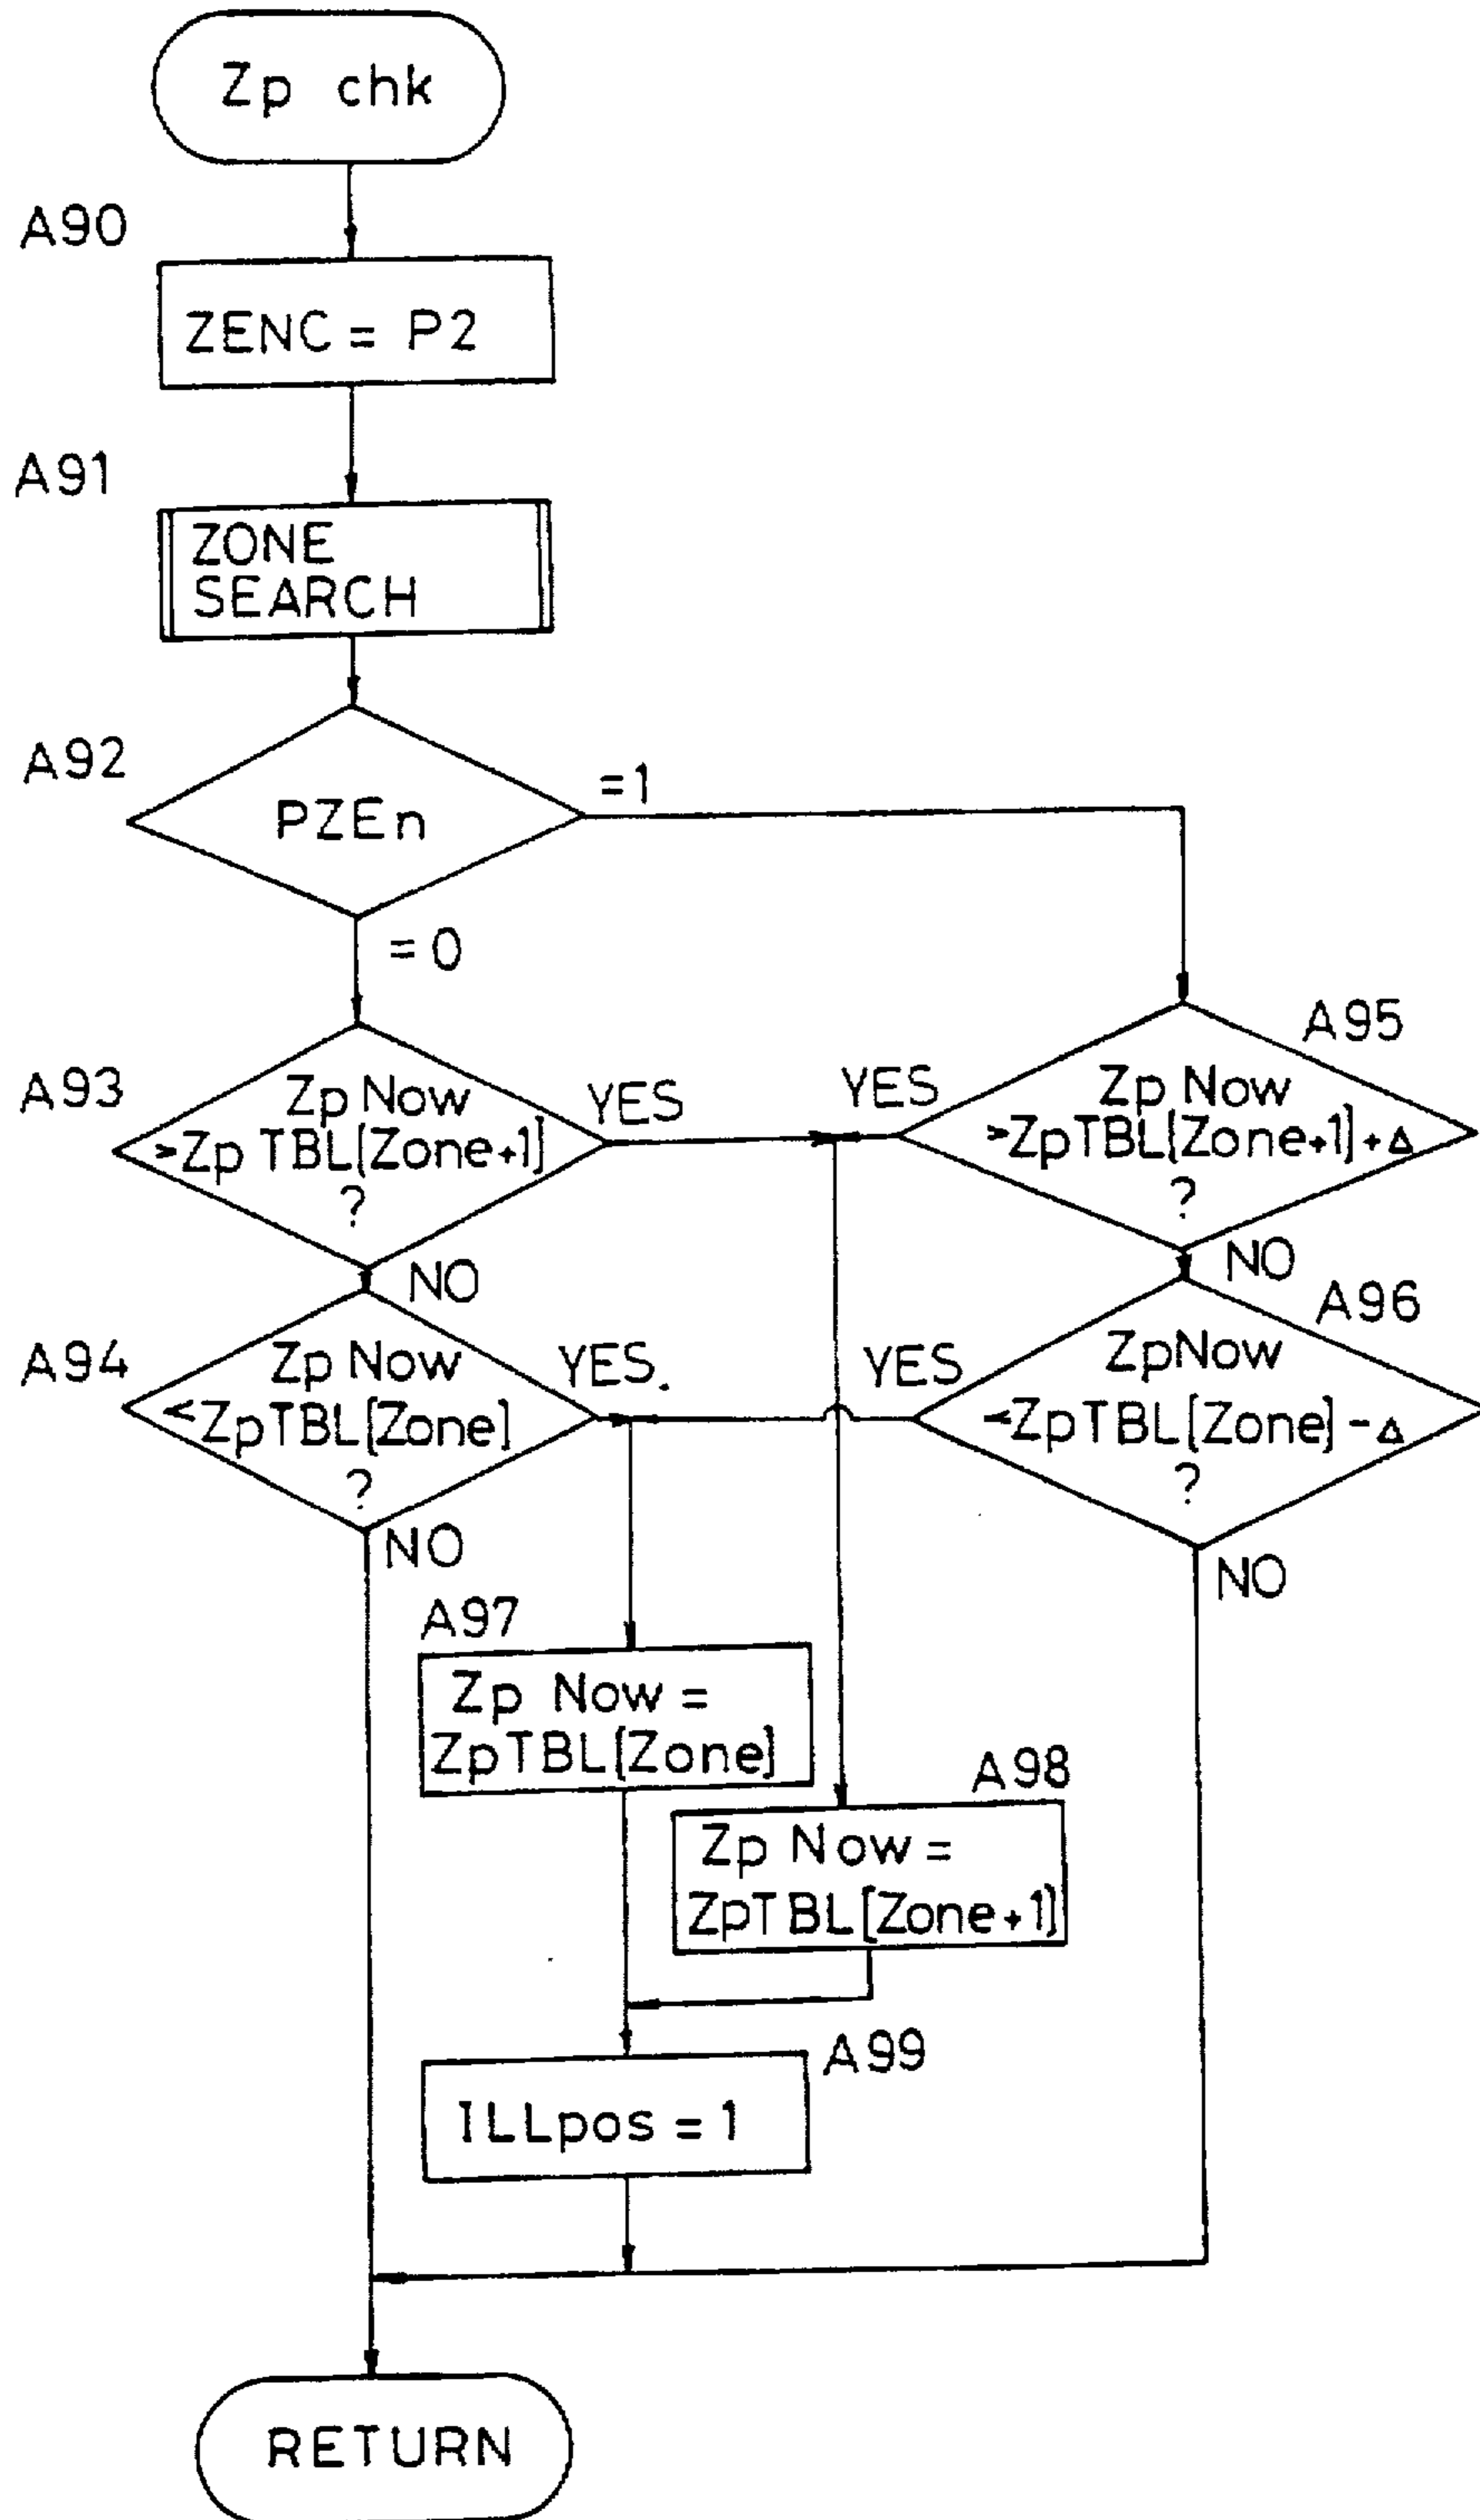 Zp chk
A90
ZENC = P2
A91
ZONE
SEARCH
A92
PZEn
=1
=0
A93
Zp Now
>Zp TBL[Zone+1]
?
YES
NO
A95
Zp Now
>ZpTBL[Zone+1]+Δ
?
YES
NO
A94
Zp Now
<ZpTBL[Zone]
?
YES.
NO
A96
ZpNow
<ZpTBL[Zone]-Δ
?
YES
NO
A97
Zp Now =
ZpTBL[Zone]
A98
Zp Now =
ZpTBL[Zone+1]
A99
ILLpos = 1
RETURN